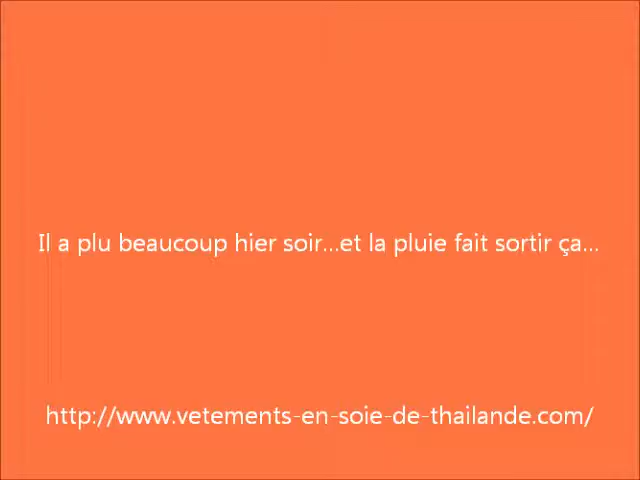 Il a plu beaucoup hier soir...et la pluie fait sortir ça...
http://www.vetements-en-soie-de-thailande.com/